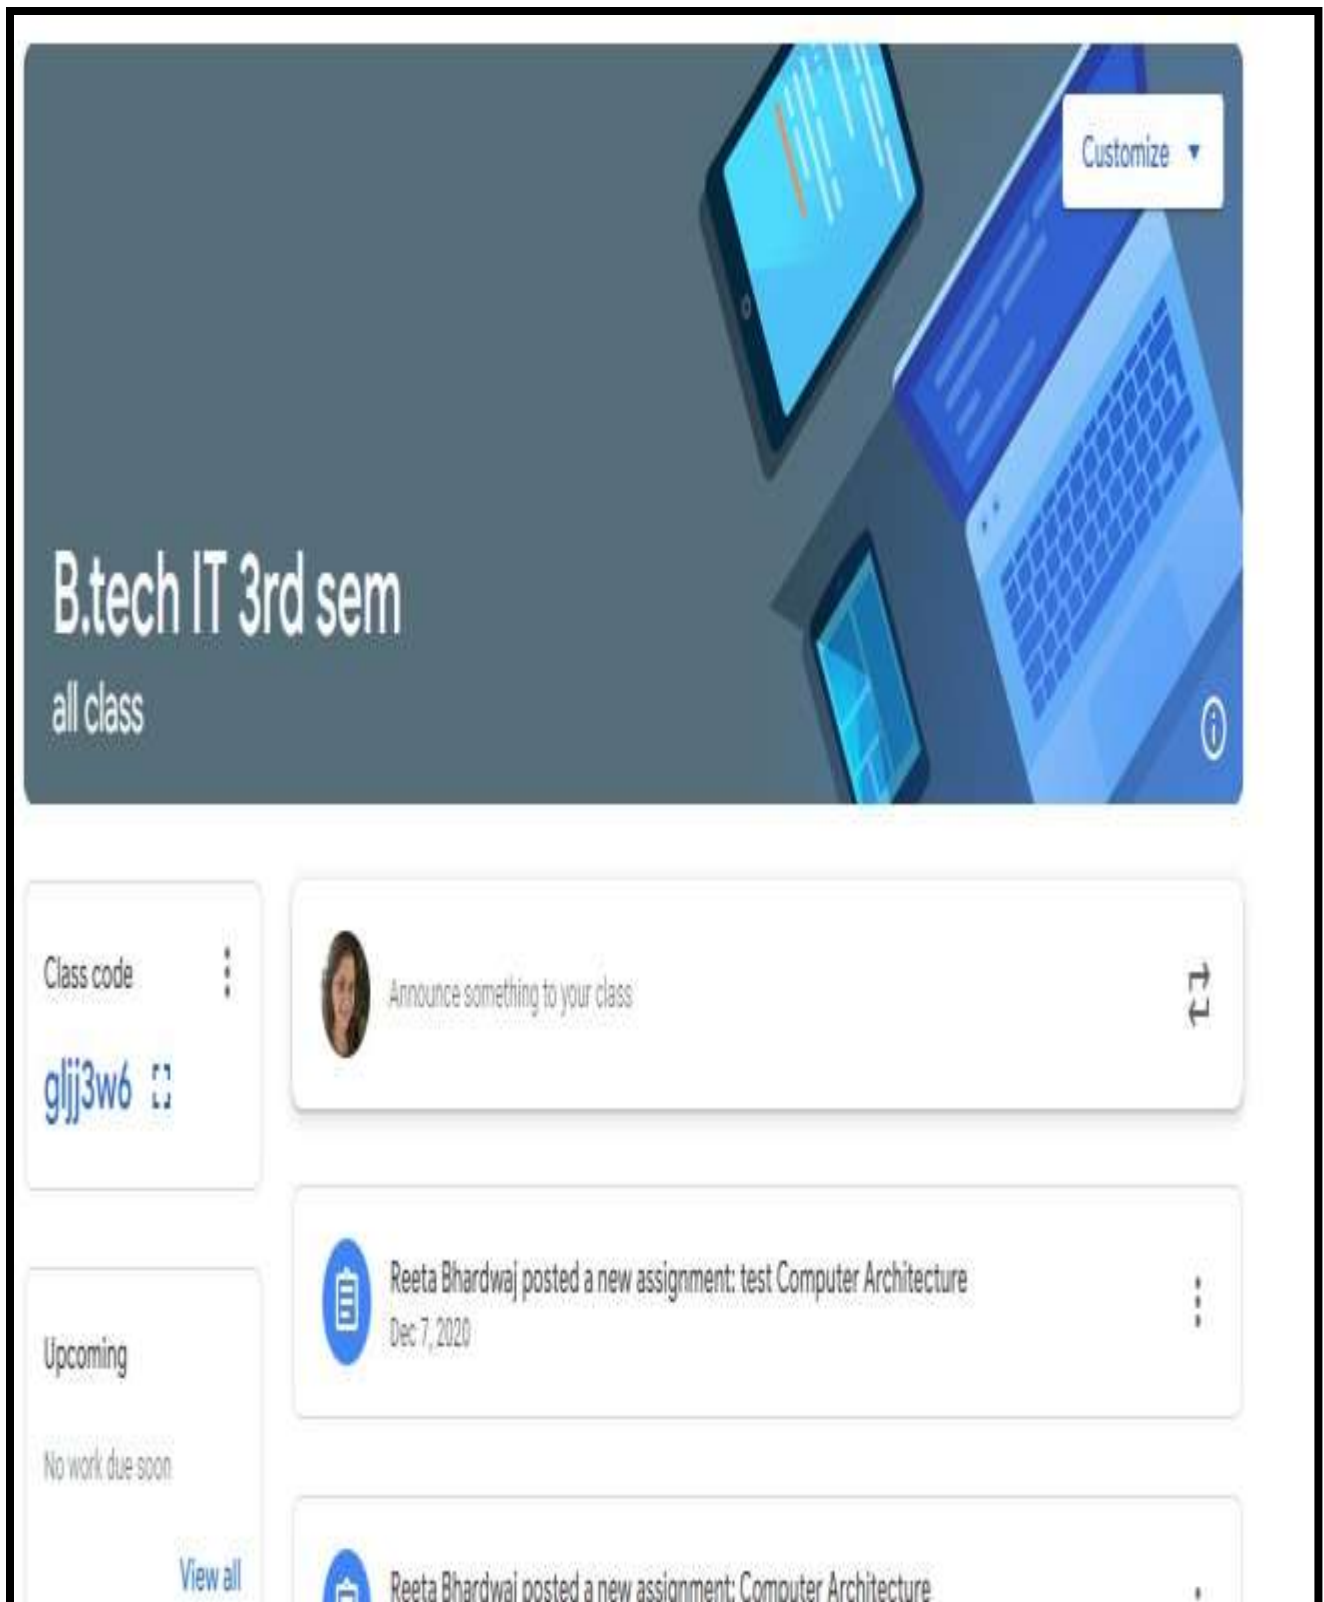 Customize
B.tech IT 3rd sem
all class
Class code
gljj3w6
Announce something to your class
Reeta Bhardwaj posted a new assignment: test Computer Architecture
Dec 7, 2020
Upcoming
No work due soon
View all
Reeta Bhardwaj posted a new assignment: Computer Architecture